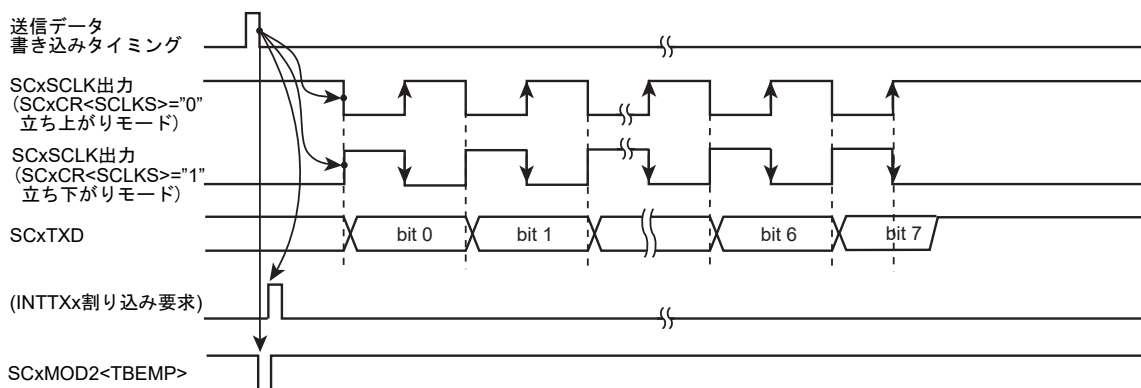 送信データ
書き込みタイミング
SCxSCLK出力
(SCxCR<SCLKS>="0"
立ち上がりモード)
SCxSCLK出力
(SCxCR<SCLKS>="1"
立ち下がりモード)
SCxTXD
bit 0
bit 1
bit 6
bit 7
(INTTXx割り込み要求)
SCxMOD2<TBEMP>